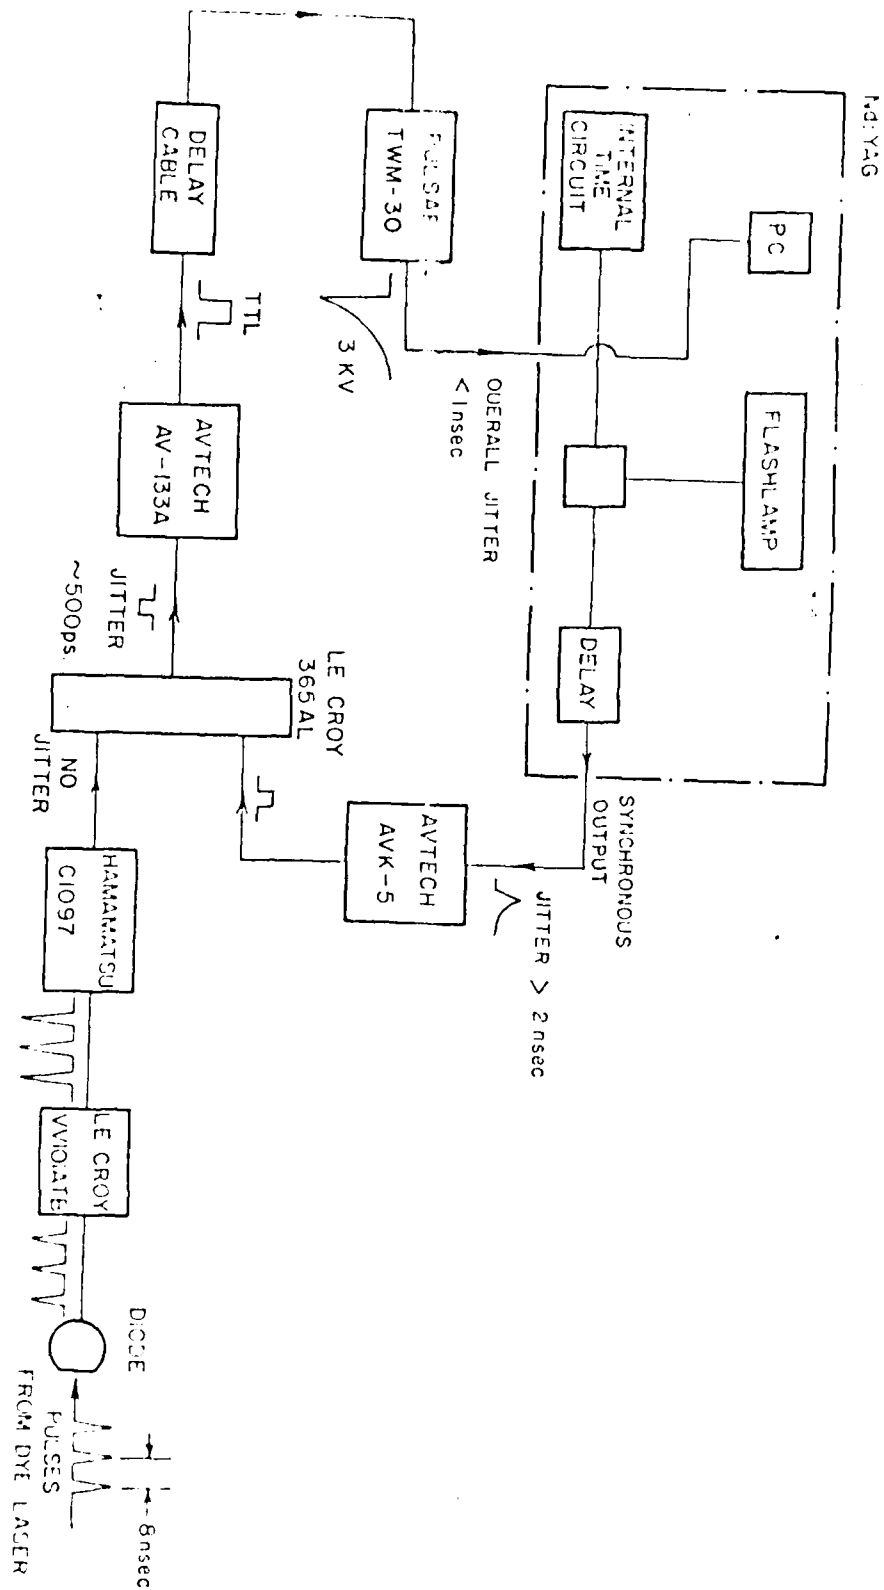 Nd:YAG
PC
FLASHLAMP
INTERNAL
TIME
CIRCUIT
DELAY
SYNCHRONOUS
OUTPUT
OUERALL JITTER
<1nsec
JITTER > 2nsec
TWM-30
3 KV
AVTECH
AVK-5
DELAY
CABLE
TTL
AVTECH
AV-133A
JITTER
~500ps.
LE CROY
365AL
NO
JITTER
HAMAMATSU
C1097
LE CROY
DIODE
8nsec
PULSES
FROM DYE LASER